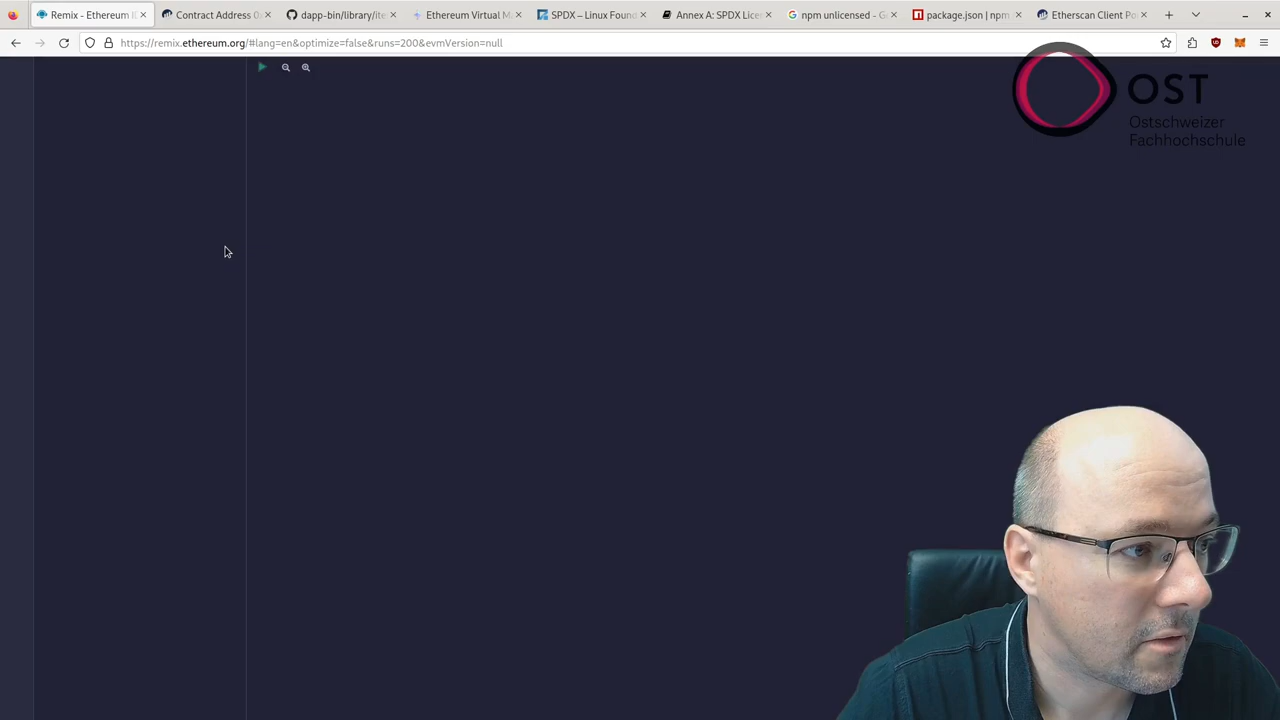 Remix - Ethereum I
Contract Address 0
dapp-bin/library/ite
Ethereum Virtual M
SPDX – Linux Foun
Annex A: SPDX Lice
npm unlicensed - G
package.json | npm
Etherscan Client Po
https://remix.ethereum.org/#lang=en&optimize=false&runs=200&evmVersion=null
OST
Ostschweizer
Fachhochschule